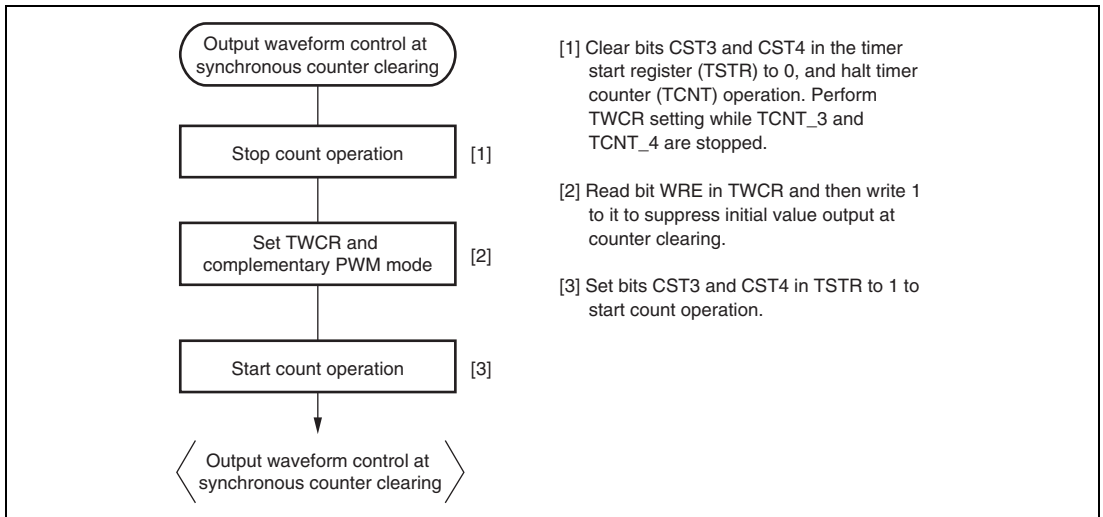 Output waveform control at
synchronous counter clearing
Stop count operation
[1]
Set TWCR and
complementary PWM mode
[2]
Start count operation
[3]
Output waveform control at
synchronous counter clearing
[1] Clear bits CST3 and CST4 in the timer
start register (TSTR) to 0, and halt timer
counter (TCNT) operation. Perform
TWCR setting while TCNT_3 and
TCNT_4 are stopped.
[2] Read bit WRE in TWCR and then write 1
to it to suppress initial value output at
counter clearing.
[3] Set bits CST3 and CST4 in TSTR to 1 to
start count operation.